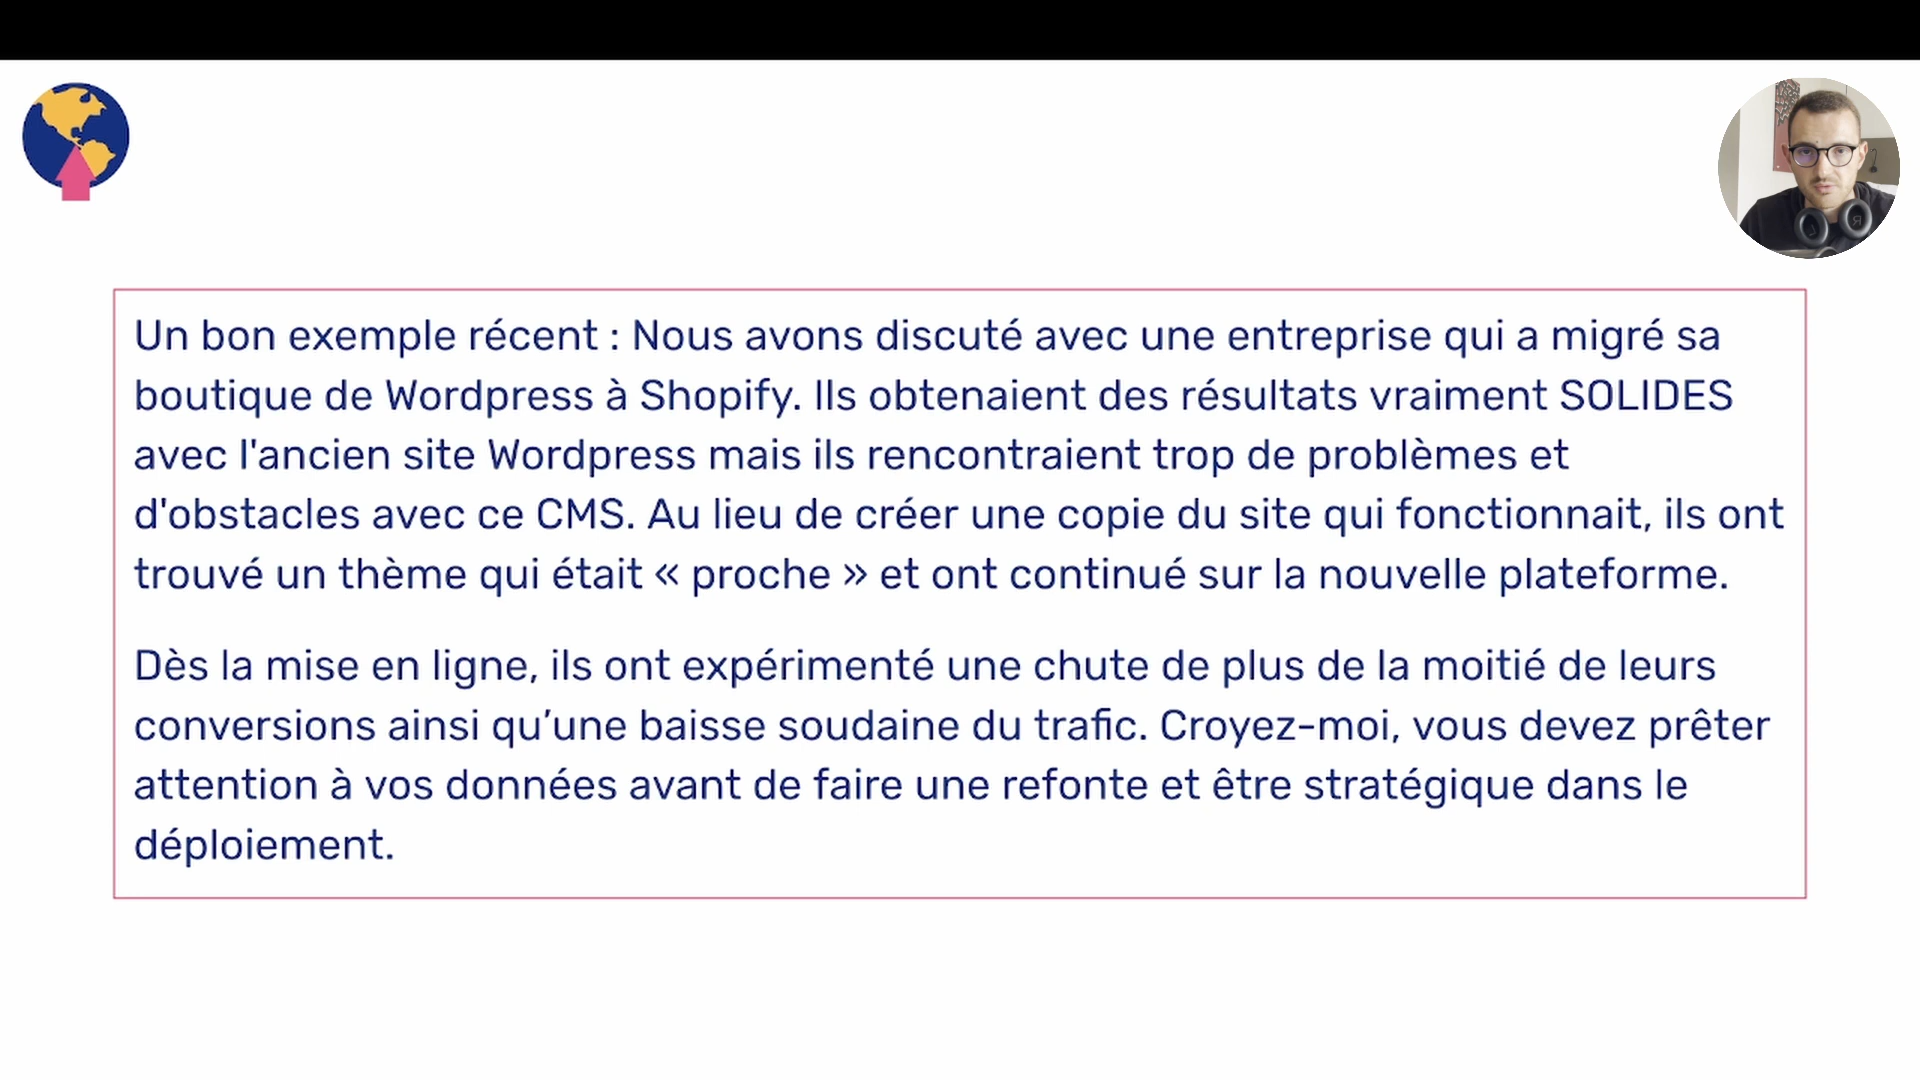 Un bon exemple récent : Nous avons discuté avec une entreprise qui a migré sa
boutique de Wordpress à Shopify. Ils obtenaient des résultats vraiment SOLIDES
avec l'ancien site Wordpress mais ils rencontraient trop de problèmes et
d'obstacles avec ce CMS. Au lieu de créer une copie du site qui fonctionnait, ils ont
trouvé un thème qui était « proche » et ont continué sur la nouvelle plateforme.
Dès la mise en ligne, ils ont expérimenté une chute de plus de la moitié de leurs
conversions ainsi qu’une baisse soudaine du trafic. Croyez-moi, vous devez prêter
attention à vos données avant de faire une refonte et être stratégique dans le
déploiement.